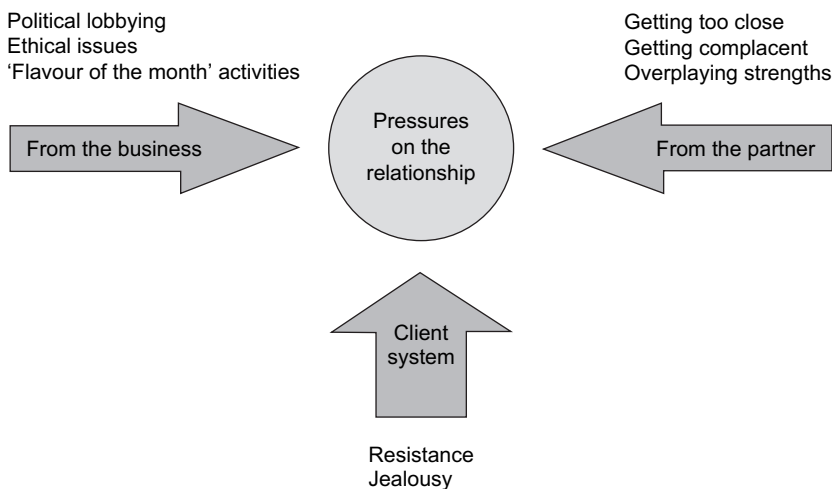 Political lobbying
Ethical issues
‘Flavour of the month’ activities
Getting too close
Getting complacent
Overplaying strengths
From the business
Pressures
on the
relationship
From the partner
Client
system
Resistance
Jealousy